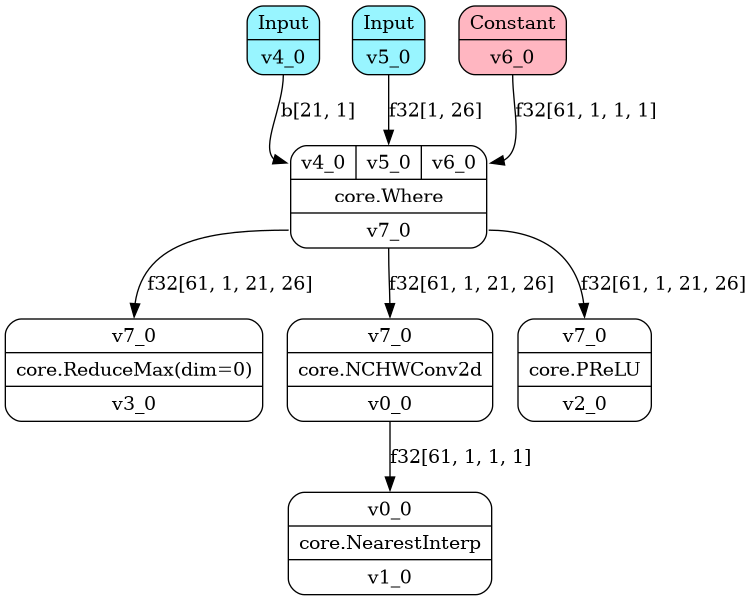 Input
v4_0
Input
v5_0
Constant
v6_0
b[21, 1]
f32[1, 26]
f32[61, 1, 1, 1]
v4_0 v5_0 v6_0
core.Where
v7_0
f32[61, 1, 21, 26]
f32[61, 1, 21, 26]
f32[61, 1, 21, 26]
v7_0
core.ReduceMax(dim=0)
v3_0
v7_0
core.NCHWConv2d
v0_0
v7_0
core.PReLU
v2_0
f32[61, 1, 1, 1]
v0_0
core.NearestInterp
v1_0